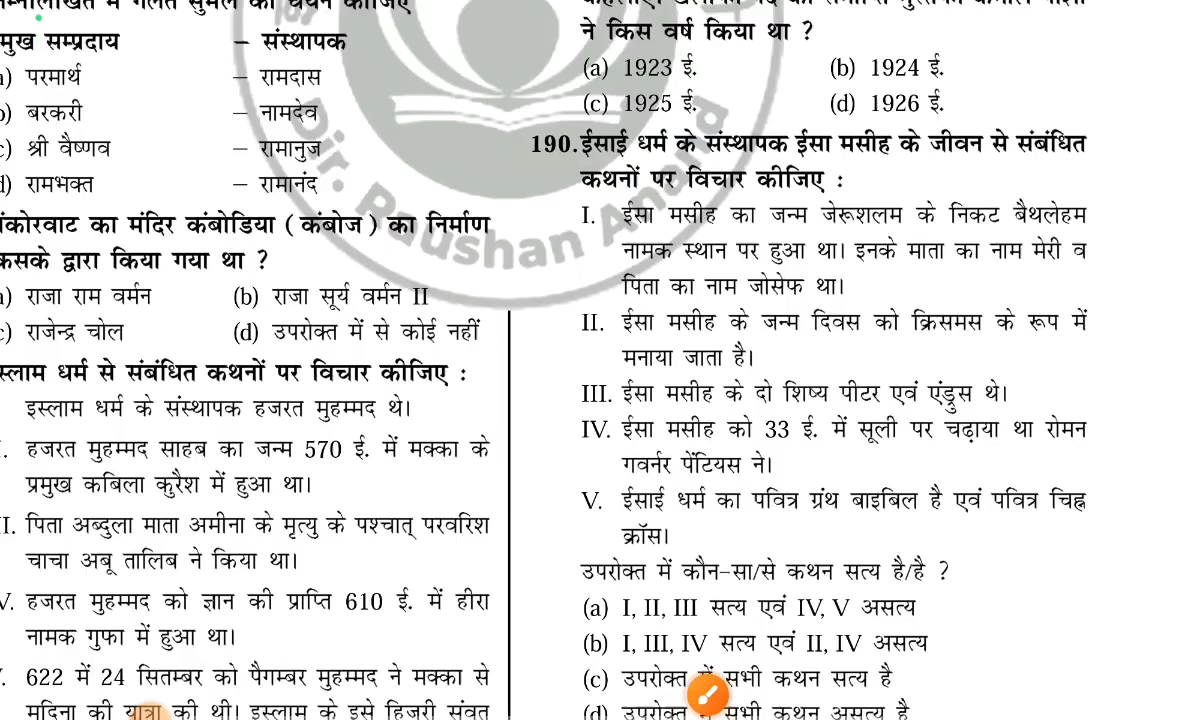 में गलत सुमेल का चयन कीजिए
मुख सम्प्रदाय – संस्थापक
a) परमार्थ – रामदास
b) बरकरी – नामदेव
c) श्री वैष्णव – रामानुज
d) रामभक्त – रामानंद
ंकोरवाट का मंदिर कंबोडिया ( कंबोज ) का निर्माण
कसके द्वारा किया गया था ?
a) राजा राम वर्मन (b) राजा सूर्य वर्मन II
c) राजेन्द्र चोल (d) उपरोक्त में से कोई नहीं
स्लाम धर्म से संबंधित कथनों पर विचार कीजिए :
इस्लाम धर्म के संस्थापक हजरत मुहम्मद थे।
. हजरत मुहम्मद साहब का जन्म 570 ई. में मक्का के
प्रमुख कबिला कुरैश में हुआ था।
I. पिता अब्दुला माता अमीना के मृत्यु के पश्चात् परवरिश
चाचा अबू तालिब ने किया था।
V. हजरत मुहम्मद को ज्ञान की प्राप्ति 610 ई. में हीरा
नामक गुफा में हुआ था।
. 622 में 24 सितम्बर को पैगम्बर मुहम्मद ने मक्का से
मदिना की यात्रा की थी। इस्लाम के इसे हिजरी संवत
ने किस वर्ष किया था ?
(a) 1923 ई. (b) 1924 ई.
(c) 1925 ई. (d) 1926 ई.
190. ईसाई धर्म के संस्थापक ईसा मसीह के जीवन से संबंधित
कथनों पर विचार कीजिए :
I. ईसा मसीह का जन्म जेरूशलम के निकट बैथलेहम
नामक स्थान पर हुआ था। इनके माता का नाम मेरी व
पिता का नाम जोसेफ था।
II. ईसा मसीह के जन्म दिवस को क्रिसमस के रूप में
मनाया जाता है।
III. ईसा मसीह के दो शिष्य पीटर एवं एंड्रुस थे।
IV. ईसा मसीह को 33 ई. में सूली पर चढ़ाया था रोमन
गवर्नर पेंटियस ने।
V. ईसाई धर्म का पवित्र ग्रंथ बाइबिल है एवं पवित्र चिह्न
क्रॉस।
उपरोक्त में कौन-सा/से कथन सत्य है/है ?
(a) I, II, III सत्य एवं IV, V असत्य
(b) I, III, IV सत्य एवं II, IV असत्य
(c) उपरोक्त में सभी कथन सत्य है
(d) उपरोक्त में सभी कथन असत्य है
Dir. Raushan Anand